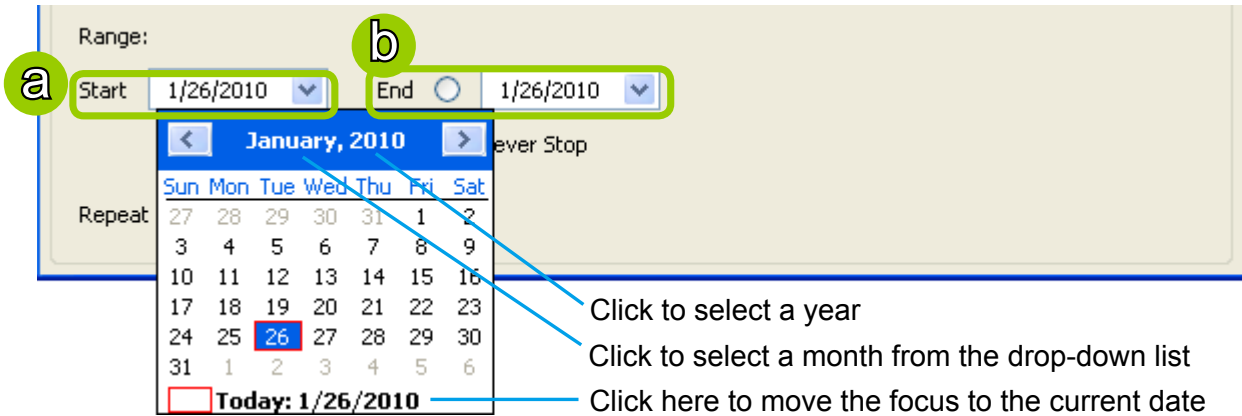 Range:
b
a Start 1/26/2010 End 1/26/2010
< January, 2010 > ever Stop
Sun Mon Tue Wed Thu Fri Sat
Repeat 27 28 29 30 31 1 2
3 4 5 6 7 8 9
10 11 12 13 14 15 16
17 18 19 20 21 22 23
24 25 26 27 28 29 30
31 1 2 3 4 5 6
Today: 1/26/2010
Click to select a year
Click to select a month from the drop-down list
Click here to move the focus to the current date